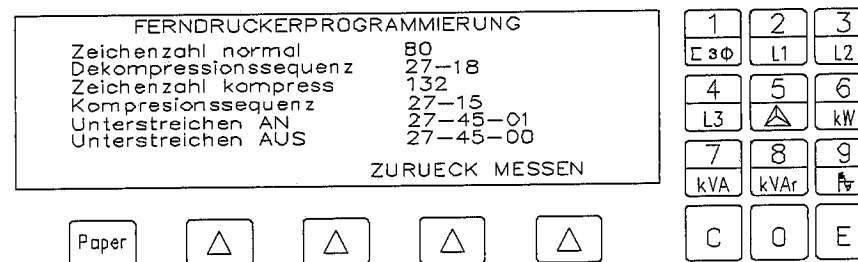 FERNDRUCKERPROGRAMMIERUNG
Zeichenzahl normal 80
Dekompressionssequenz 27-18
Zeichenzahl kompress 132
Kompresionssequenz 27-15
Unterstreichen AN 27-45-01
Unterstreichen AUS 27-45-00
ZURUECK MESSEN
Paper
1 2 3
Σ3Φ L1 L2
4 5 6
L3 kW
7 8 9
kVA kVAr
C 0 E